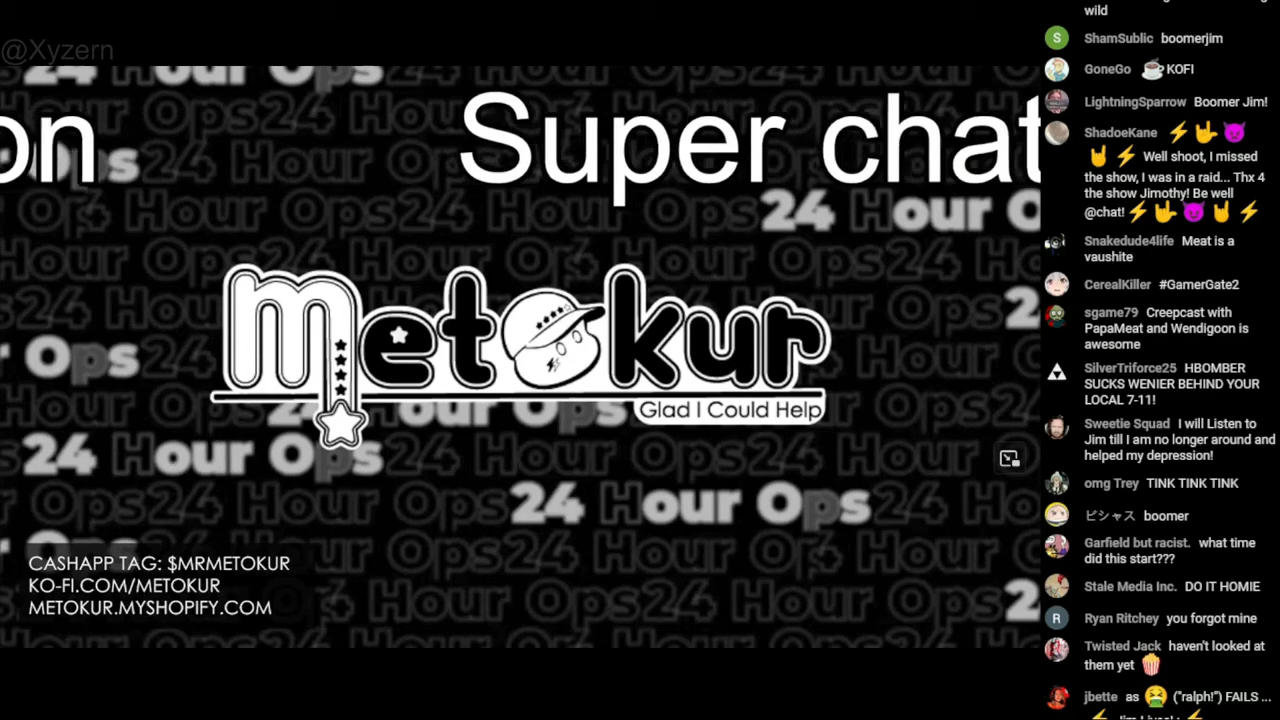 @Xyzern
on
Super chat
24 Hour Ops
metokur
Glad I Could Help
CASHAPP TAG: $MRMETOKUR
KO-FI.COM/METOKUR
METOKUR.MYSHOPIFY.COM
wild
ShamSublic boomerjim
GoneGo ☕ KOFI
LightningSparrow Boomer Jim!
ShadoeKane ⚡🤘😈
🤘⚡ Well shoot, I missed
the show, I was in a raid... Thx 4
the show Jimothy! Be well
@chat! ⚡🤘😈🤘⚡
Snakedude4life Meat is a
vaushite
CerealKiller #GamerGate2
sgame79 Creepcast with
PapaMeat and Wendigoon is
awesome
SilverTriforce25 HBOMBER
SUCKS WENIER BEHIND YOUR
LOCAL 7-11!
Sweetie Squad I will Listen to
Jim till I am no longer around and
helped my depression!
omg Trey TINK TINK TINK
ビシャス boomer
Garfield but racist. what time
did this start???
Stale Media Inc. DO IT HOMIE
Ryan Ritchey you forgot mine
Twisted Jack haven't looked at
them yet 🍿
jbette as 🤮 ("ralph!") FAILS ...